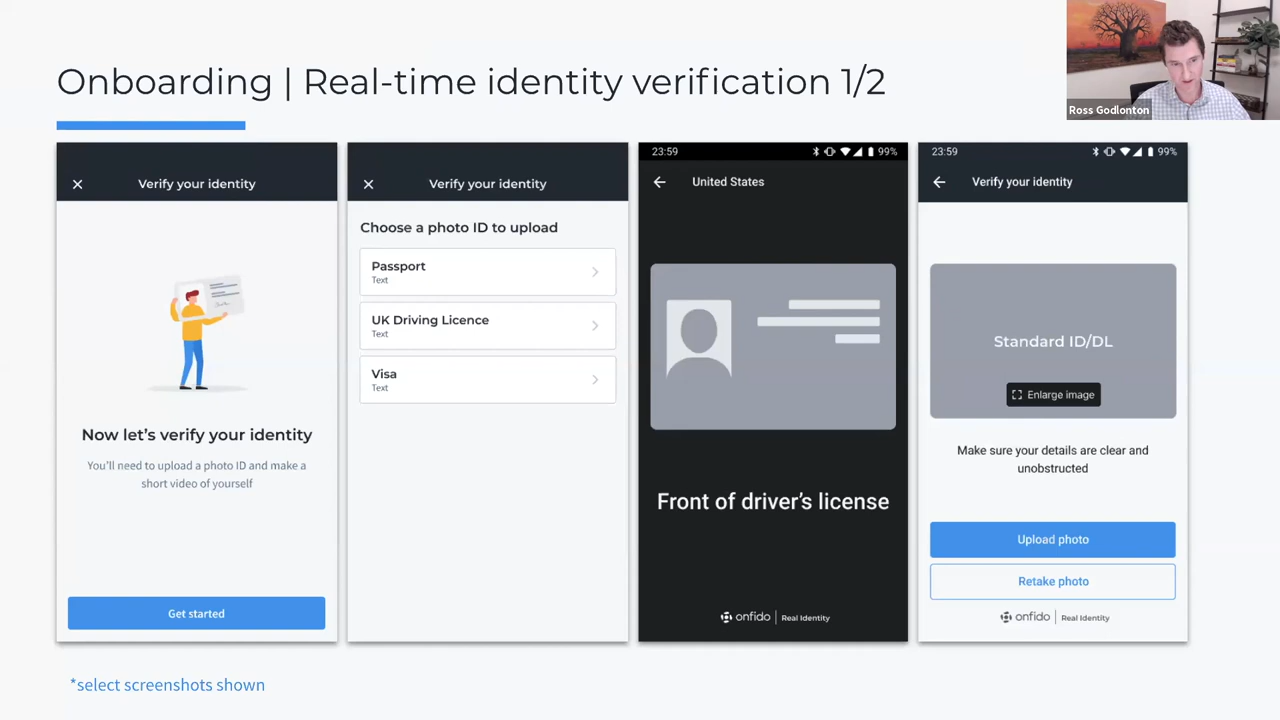 Onboarding | Real-time identity verification 1/2
Ross Godlonton
Verify your identity
Now let's verify your identity
You'll need to upload a photo ID and make a
short video of yourself
Get started
Verify your identity
Choose a photo ID to upload
Passport
Text
UK Driving Licence
Text
Visa
Text
23:59
99%
United States
Front of driver's license
onfido | Real Identity
23:59
99%
Verify your identity
Standard ID/DL
Enlarge image
Make sure your details are clear and
unobstructed
Upload photo
Retake photo
onfido | Real Identity
*select screenshots shown